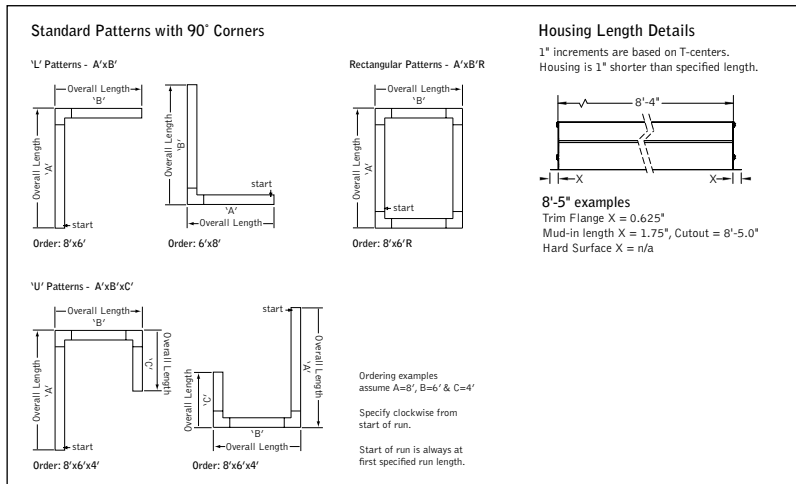 Standard Patterns with 90° Corners
'L' Patterns - A'xB'
Overall Length
'B'
Overall Length
'A'
start
Order: 8'x6'
Overall Length
'B'
start
'A'
Overall Length
Order: 6'x8'
Rectangular Patterns - A'xB'R
Overall Length
'B'
Overall Length
'A'
start
Order: 8'x6'R
Housing Length Details
1" increments are based on T-centers.
Housing is 1" shorter than specified length.
8'-4"
X
X
8'-5" examples
Trim Flange X = 0.625"
Mud-in length X = 1.75", Cutout = 8'-5.0"
Hard Surface X = n/a
'U' Patterns - A'xB'xC'
Overall Length
'B'
Overall Length
'A'
Overall Length
'C'
start
Order: 8'x6'x4'
start
Overall Length
'C'
Overall Length
'A'
'B'
Overall Length
Order: 8'x6'x4'
Ordering examples
assume A=8', B=6' & C=4'
Specify clockwise from
start of run.
Start of run is always at
first specified run length.